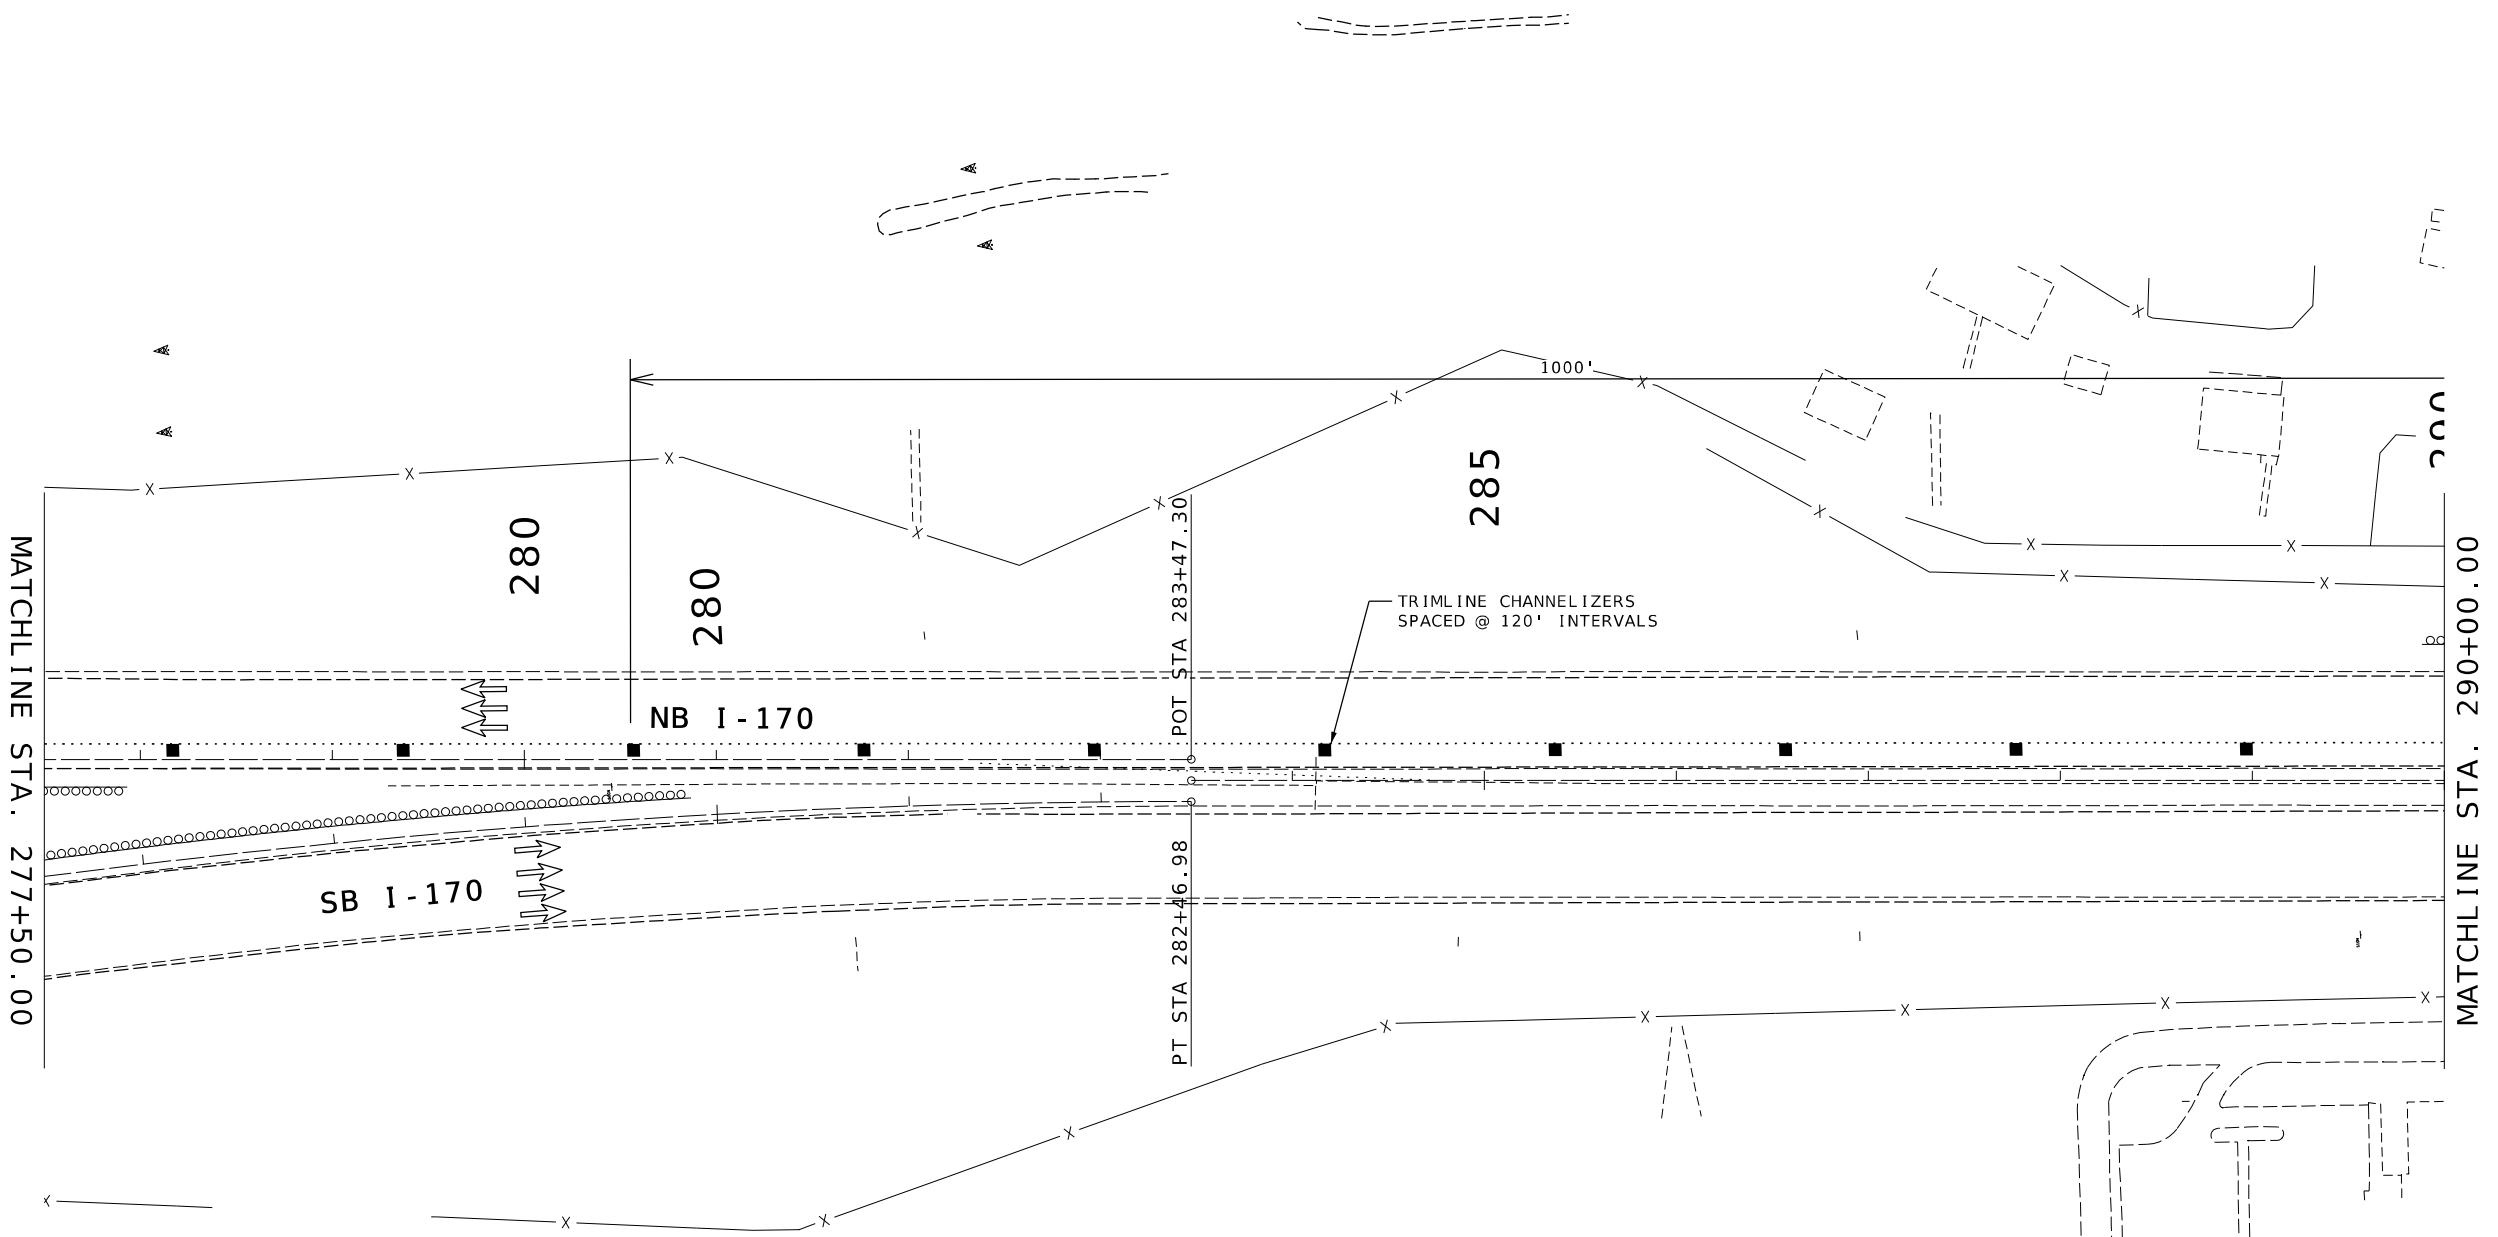 1000'
285
280
280
POT STA 283+47.30
TRIMLINE CHANNELIZERS
SPACED @ 120' INTERVALS
MATCHLINE STA. 277+50.00
MATCHLINE STA. 290+00.00
NB I-170
SB I-170
PT STA 282+46.98